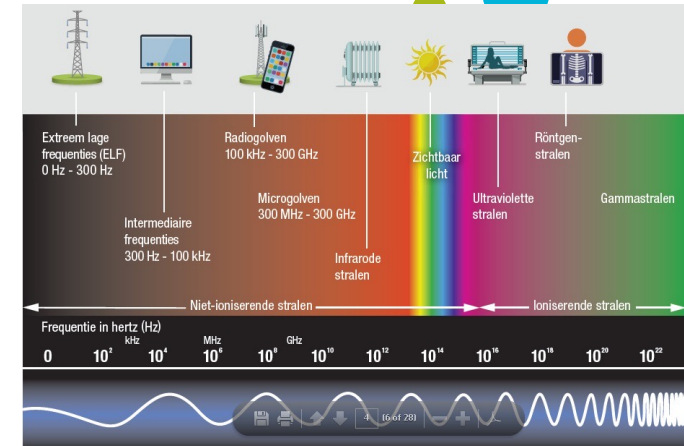 Extreem lage
frequenties (ELF)
0 Hz - 300 Hz
Intermediaire
frequenties
300 Hz - 100 kHz
Radiogolven
100 kHz - 300 GHz
Microgolven
300 MHz - 300 GHz
Infrarode
stralen
Zichtbaar
licht
Ultraviolette
stralen
Röntgen-
stralen
Gammastralen
Niet-ioniserende stralen
Ioniserende stralen
Frequentie in hertz (Hz)
kHz MHz GHz
0 10² 10⁴ 10⁶ 10⁸ 10¹⁰ 10¹² 10¹⁴ 10¹⁶ 10¹⁸ 10²⁰ 10²²
4 (6 of 28)